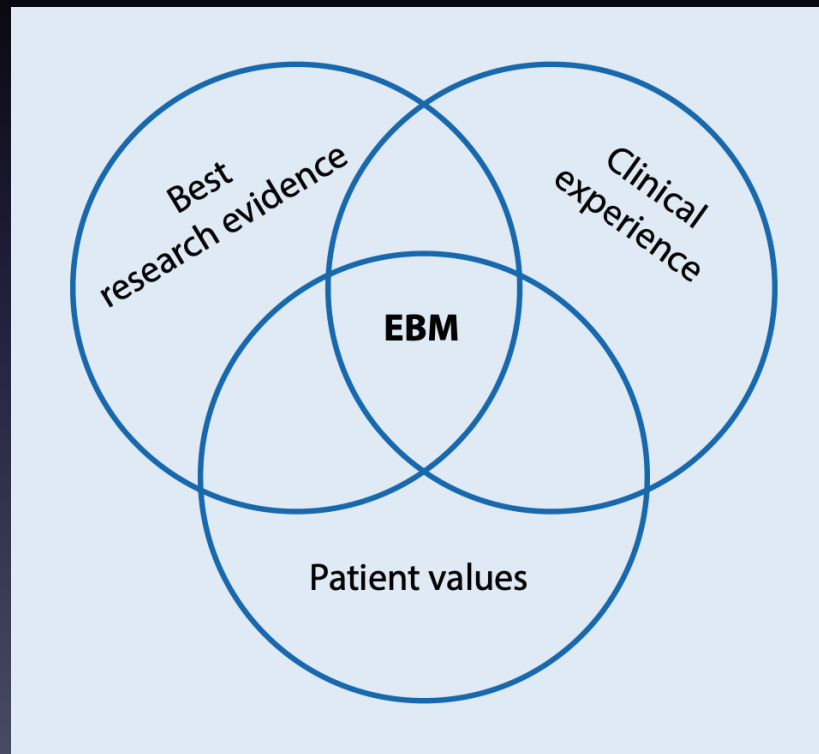 Best
research evidence
Clinical
experience
EBM
Patient values